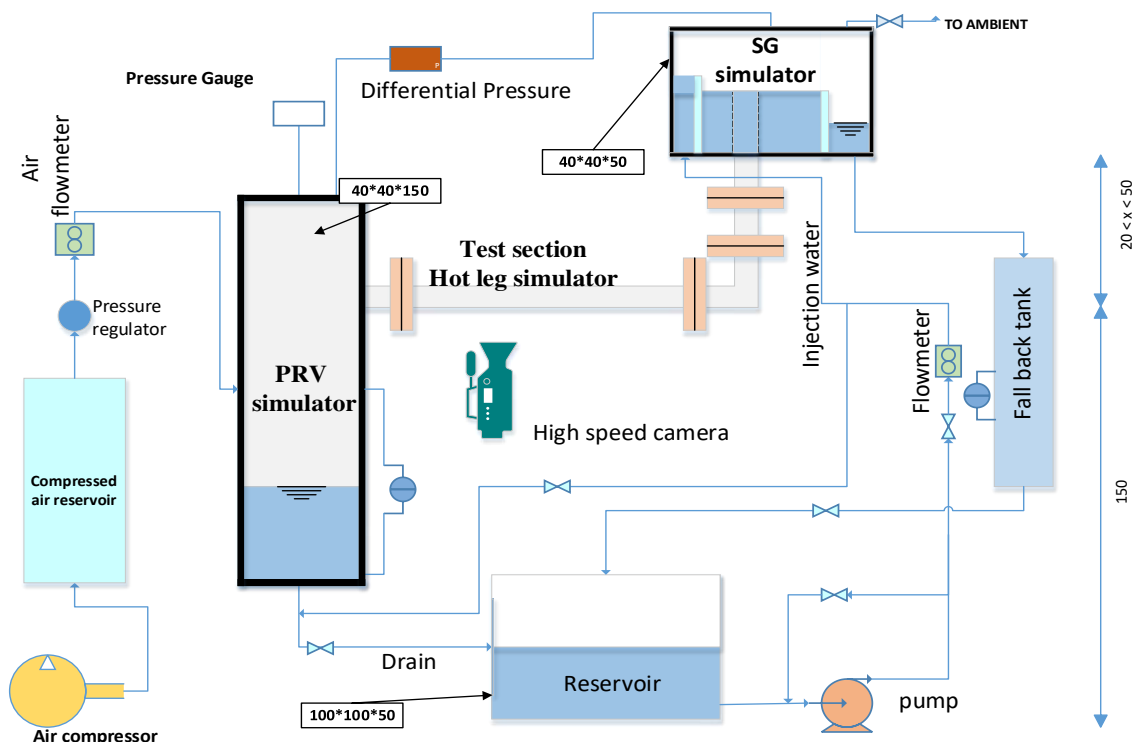 TO AMBIENT
SG
simulator
Pressure Gauge
P
Differential Pressure
40*40*50
Air
flowmeter
40*40*150
20 < x < 50
Test section
Hot leg simulator
Injection water
Pressure
regulator
PRV
simulator
Flowmeter
Fall back tank
High speed camera
Compressed
air reservoir
150
Drain
Reservoir
pump
100*100*50
Air compressor